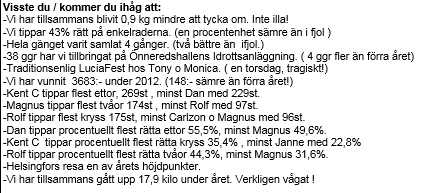 Visste du / kommer du ihåg att:
-Vi har tillsammans blivit 0,9 kg mindre att tycka om. Inte illa!
-Vi tippar 43% rätt på enkelraderna. (en procentenhet sämre än i fjol )
-Hela gänget varit samlat 4 gånger. (två bättre än  ifjol.)
-38 ggr har vi tillbringat på Önneredshallens Idrottsanläggning. ( 4 ggr fler än förra året)
-Traditionsenlig LuciaFest hos Tony o Monica. ( en torsdag, tragiskt!)
-Vi har vunnit  3683:- under 2012. (148:- sämre än förra året!)
-Kent C tippar flest ettor, 269st , minst Dan med 229st.
-Magnus tippar flest tvåor 174st , minst Rolf med 97st.
-Rolf tippar flest kryss 175st, minst Carlzon o Magnus med 96st.
-Dan tippar procentuellt flest rätta ettor 55,5%, minst Magnus 49,6%.
-Kent C  tippar procentuellt flest rätta kryss 35,4% , minst Janne med 22,8%
-Rolf tippar procentuellt flest rätta tvåor 44,3%, minst Magnus 31,6%.
-Helsingfors resa en av årets höjdpunkter.
-Vi har tillsammans gått upp 17,9 kilo under året. Verkligen vågat !